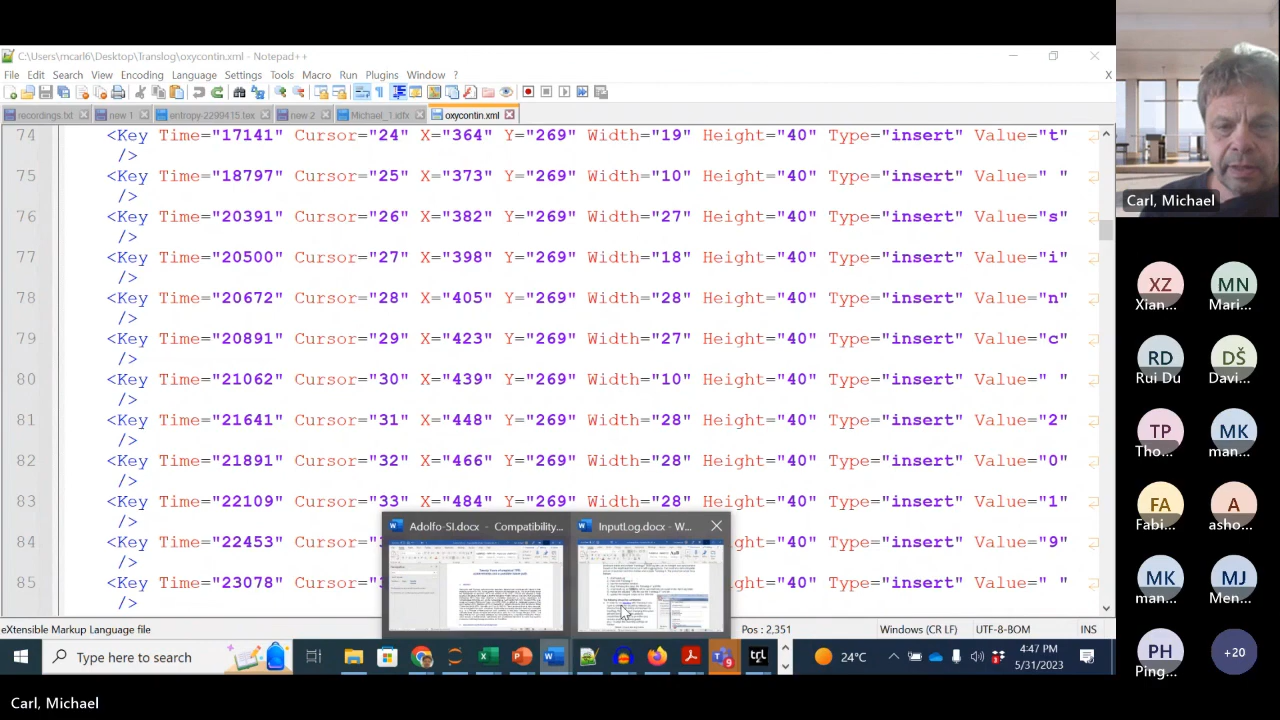 C:\Users\mcarl6\Desktop\Translog\oxycontin.xml - Notepad++
File Edit Search View Encoding Language Settings Tools Macro Run Plugins Window ? X
recordings.txt new 1 entropy-2299415.tex new 2 Michael_1.idfx oxycontin.xml
74 <Key Time="17141" Cursor="24" X="364" Y="269" Width="19" Height="40" Type="insert" Value="t"
/>
75 <Key Time="18797" Cursor="25" X="373" Y="269" Width="10" Height="40" Type="insert" Value=" "
/>
76 <Key Time="20391" Cursor="26" X="382" Y="269" Width="27" Height="40" Type="insert" Value="s"
/>
77 <Key Time="20500" Cursor="27" X="398" Y="269" Width="18" Height="40" Type="insert" Value="i"
/>
78 <Key Time="20672" Cursor="28" X="405" Y="269" Width="28" Height="40" Type="insert" Value="n"
/>
79 <Key Time="20891" Cursor="29" X="423" Y="269" Width="27" Height="40" Type="insert" Value="c"
/>
80 <Key Time="21062" Cursor="30" X="439" Y="269" Width="10" Height="40" Type="insert" Value=" "
/>
81 <Key Time="21641" Cursor="31" X="448" Y="269" Width="28" Height="40" Type="insert" Value="2"
/>
82 <Key Time="21891" Cursor="32" X="466" Y="269" Width="28" Height="40" Type="insert" Value="0"
/>
83 <Key Time="22109" Cursor="33" X="484" Y="269" Width="28" Height="40" Type="insert" Value="1"
/>
84 <Key Time="22453" Cursor="3 ght="40" Type="insert" Value="9"
/>
85 <Key Time="23078" Cursor="3 ght="40" Type="insert" Value=" "
/>
Adolfo-SI.docx - Compatibility...
InputLog.docx - W...
eXtensible Markup Language file Pos : 2,351 Windows (CR LF) UTF-8-BOM INS
Type here to search
24°C
4:47 PM
5/31/2023
Carl, Michael
XZ
Xian...
MN
Mari...
RD
Rui Du
DŠ
Davi...
TP
Tho...
MK
man...
FA
Fabi...
A
asho...
MK
man...
MJ
Men...
PH
Ping...
+20
Carl, Michael